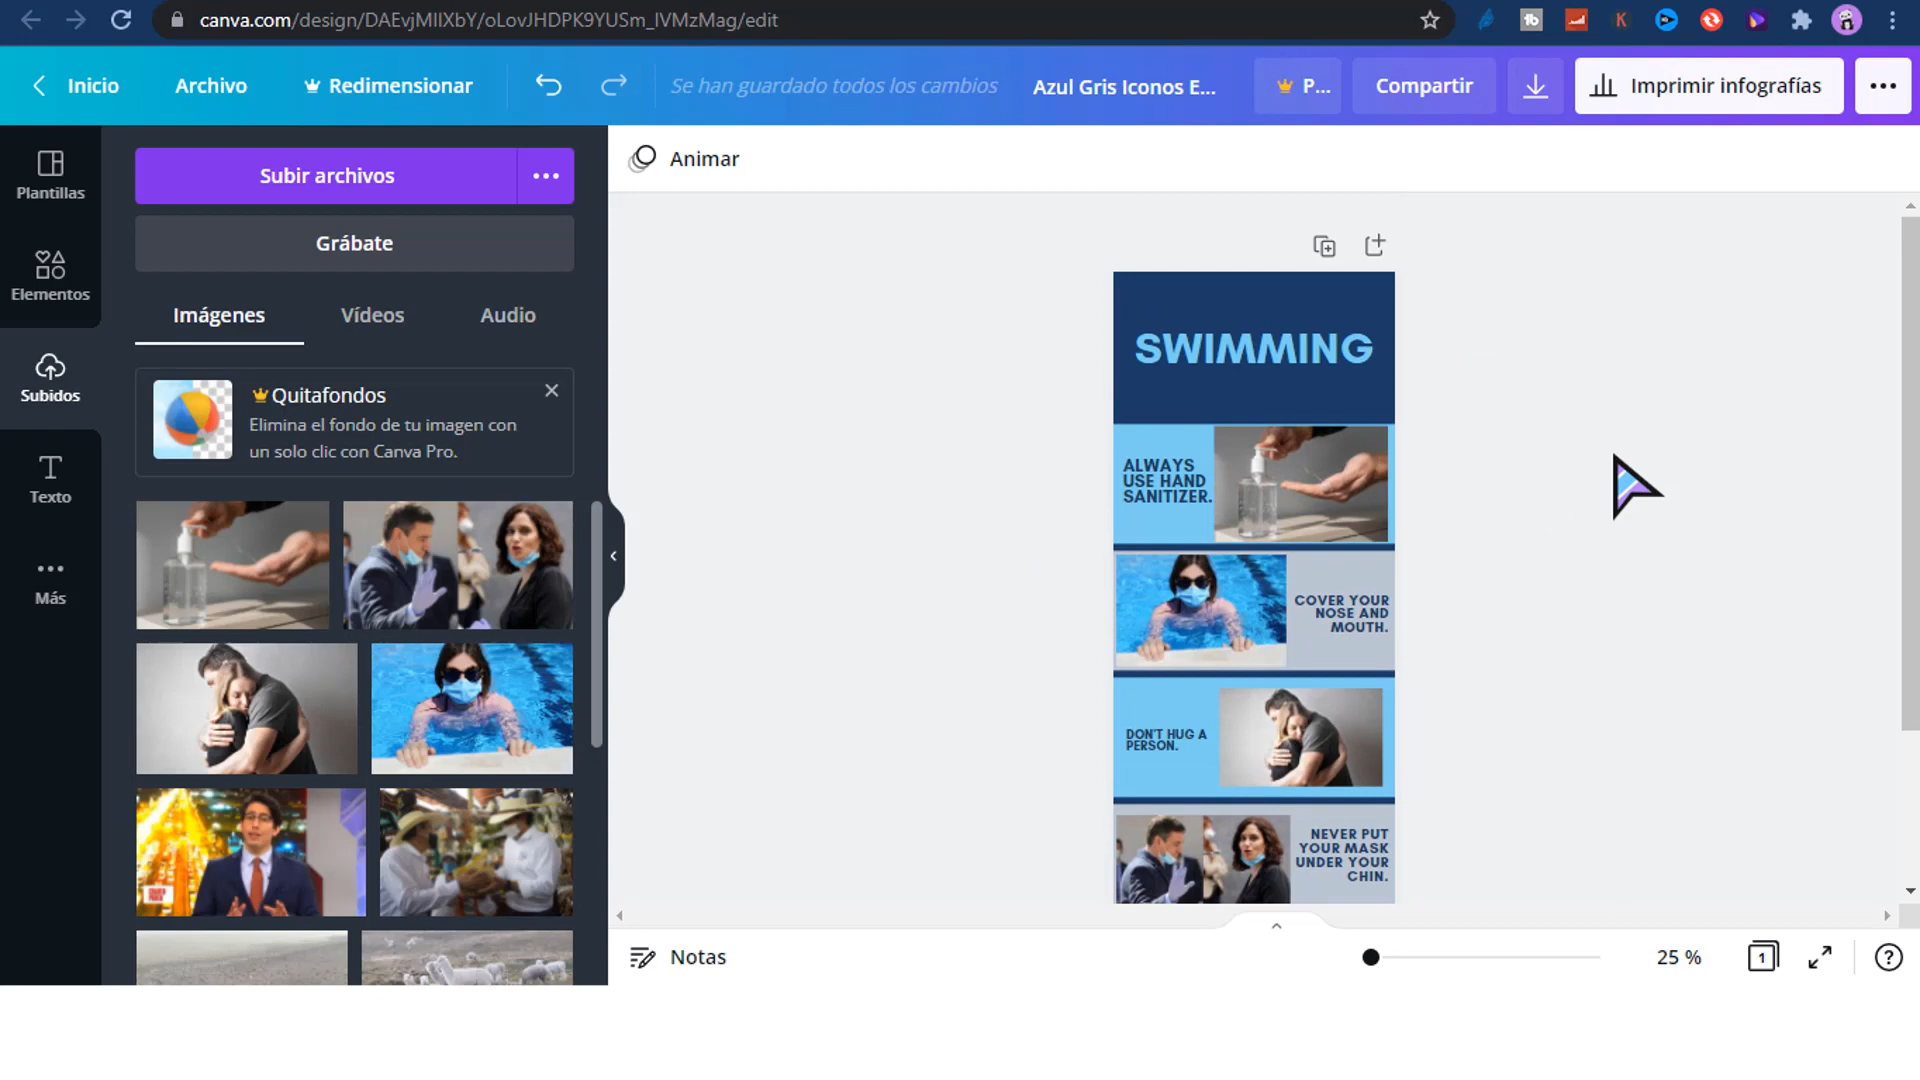 canva.com/design/DAEvjMIlXbY/oLovJHDPK9YUSm_lVMzMag/edit
Inicio
Archivo
Redimensionar
Se han guardado todos los cambios
Azul Gris Iconos E...
P...
Compartir
Imprimir infografías
Plantillas
Elementos
Subidos
Texto
Más
Subir archivos
Grábate
Imágenes
Vídeos
Audio
Quitafondos
Elimina el fondo de tu imagen con
un solo clic con Canva Pro.
Animar
SWIMMING
ALWAYS
USE HAND
SANITIZER.
COVER YOUR
NOSE AND
MOUTH.
DON'T HUG A
PERSON.
NEVER PUT
YOUR MASK
UNDER YOUR
CHIN.
Notas
25 %
1